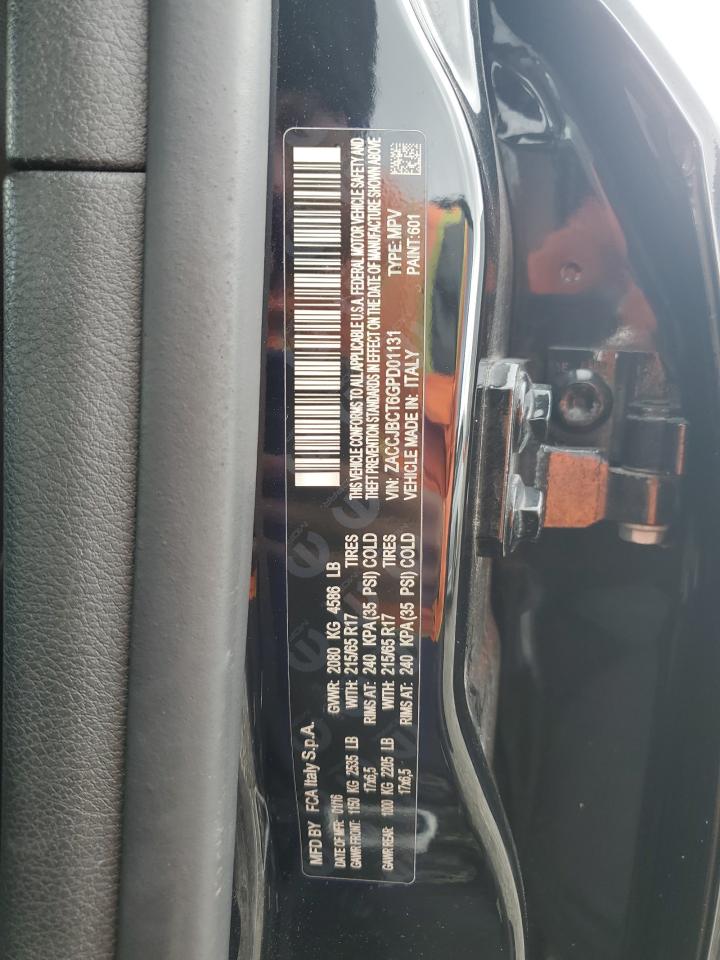 MFD BY FCA Italy S.p.A.
DATE OF MFR: 01/16 GVWR: 2080 KG 4586 LB
GAWR FRONT: 1150 KG 2535 LB WITH: 215/65 R17 TIRES
17x6,5 RIMS AT: 240 KPA(35 PSI) COLD
GAWR REAR: 1000 KG 2205 LB WITH: 215/65 R17 TIRES
17x6,5 RIMS AT: 240 KPA(35 PSI) COLD
THIS VEHICLE CONFORMS TO ALL APPLICABLE U.S.A. FEDERAL MOTOR VEHICLE SAFETY AND
THEFT PREVENTION STANDARDS IN EFFECT ON THE DATE OF MANUFACTURE SHOWN ABOVE
VIN: ZACCJBCT6GPD01131 TYPE: MPV
VEHICLE MADE IN: ITALY PAINT: 601